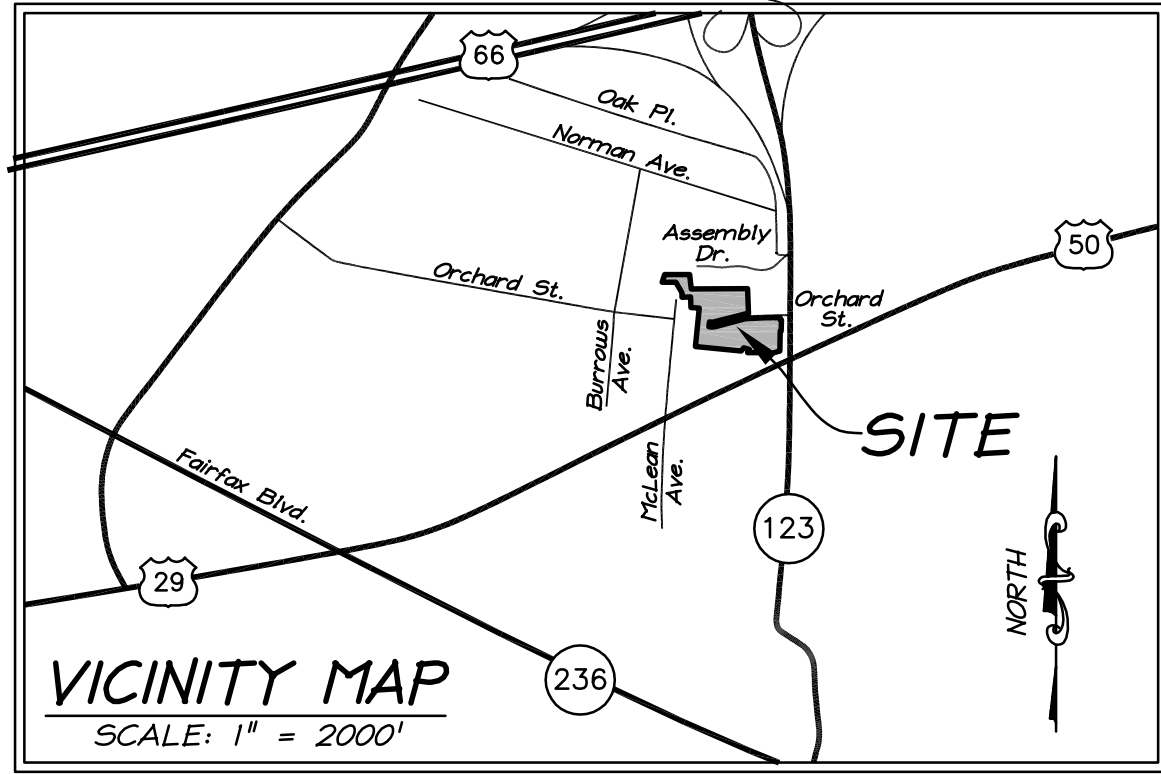 66
Oak Pl.
Norman Ave.
Assembly
Dr.
50
Orchard St.
Orchard
St.
Burrows
Ave.
SITE
McLean
Ave.
Fairfax Blvd.
123
29
NORTH
236
VICINITY MAP
SCALE: 1" = 2000'